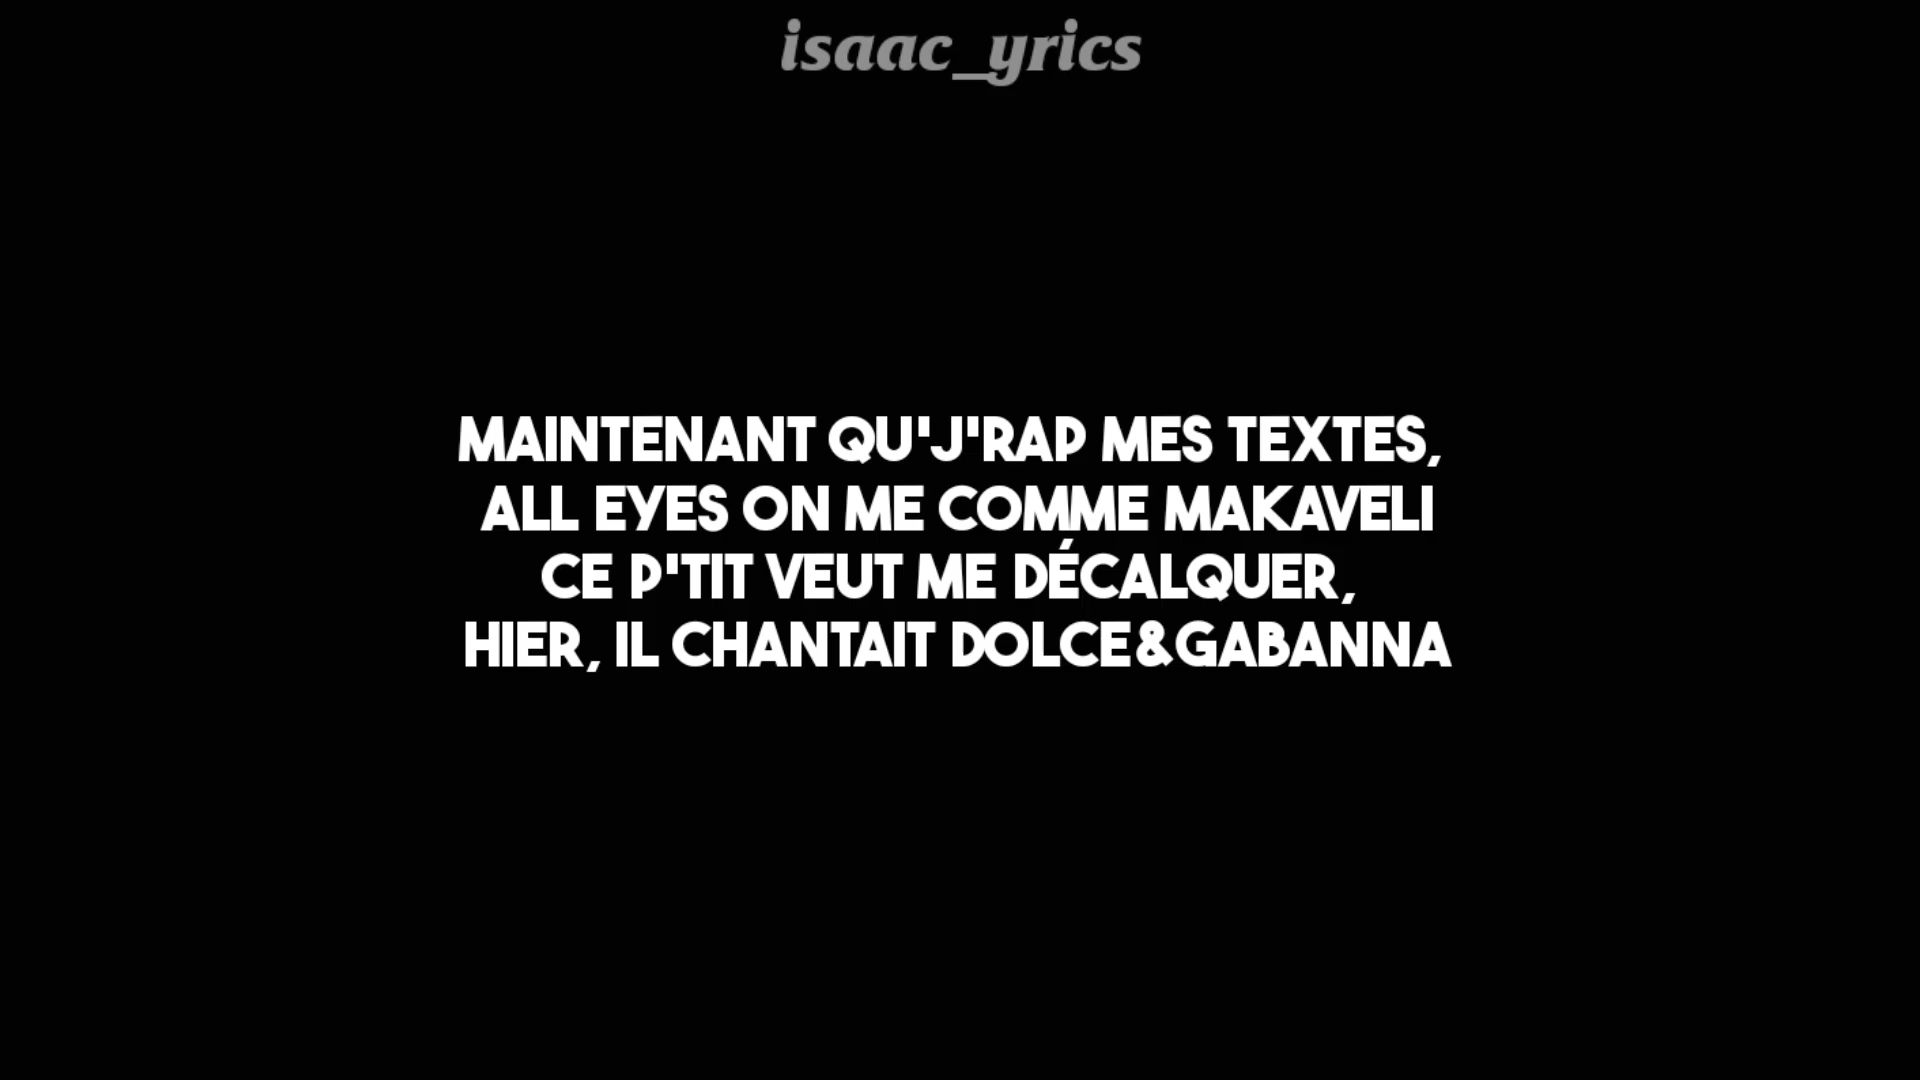 isaac_yrics
MAINTENANT QU'J'RAP MES TEXTES,
ALL EYES ON ME COMME MAKAVELI
CE P'TIT VEUT ME DÉCALQUER,
HIER, IL CHANTAIT DOLCE&GABANNA